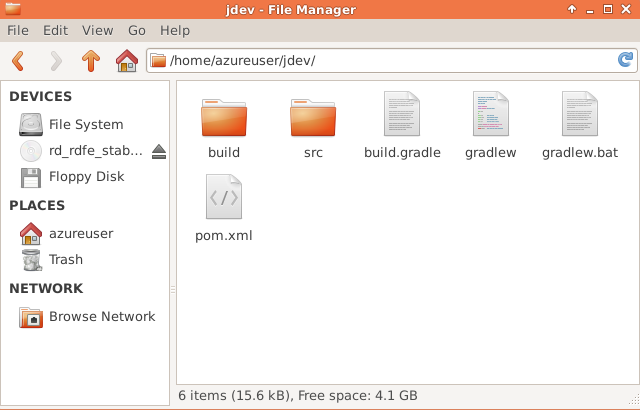 jdev - File Manager
File Edit View Go Help
/home/azureuser/jdev/
DEVICES
File System
rd_rdfe_stab...
Floppy Disk
PLACES
azureuser
Trash
NETWORK
Browse Network
build src build.gradle gradlew gradlew.bat
pom.xml
6 items (15.6 kB), Free space: 4.1 GB